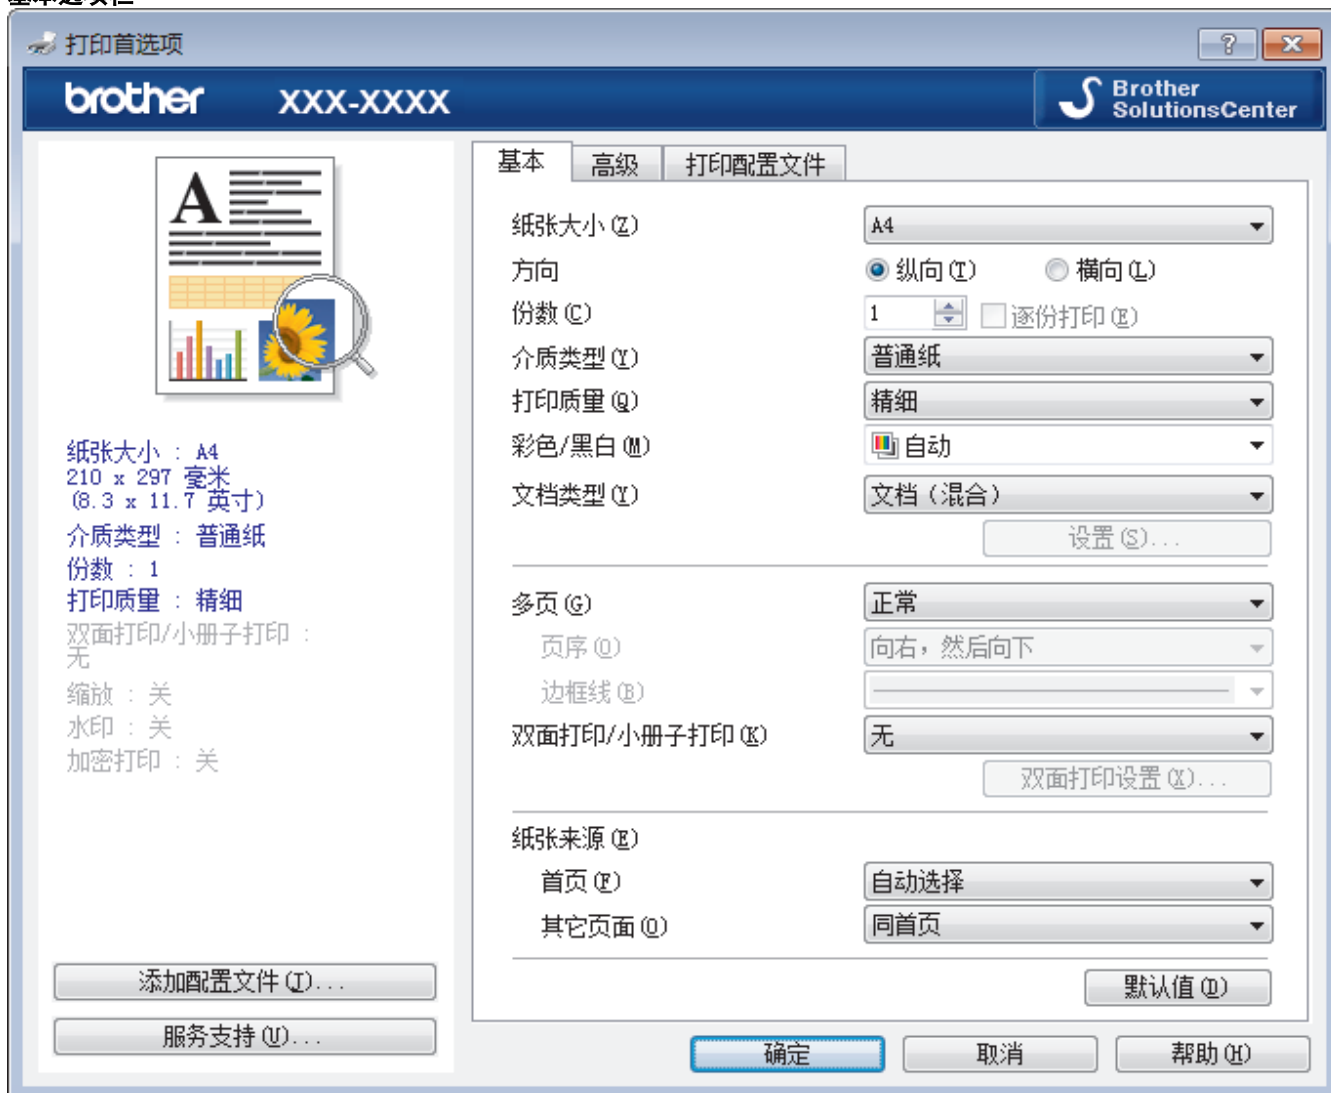 基本选项栏
打印首选项
brother XXX-XXXX
Brother
SolutionsCenter
A
纸张大小 : A4
210 x 297 毫米
(8.3 x 11.7 英寸)
介质类型 : 普通纸
份数 : 1
打印质量 : 精细
双面打印/小册子打印 :
无
缩放 : 关
水印 : 关
加密打印 : 关
添加配置文件(J)...
服务支持(U)...
基本 高级 打印配置文件
纸张大小(Z) A4
方向 纵向(T) 横向(L)
份数(C) 1 逐份打印(E)
介质类型(Y) 普通纸
打印质量(Q) 精细
彩色/黑白(M) 自动
文档类型(Y) 文档（混合）
设置(S)...
多页(G) 正常
页序(O) 向右，然后向下
边框线(B)
双面打印/小册子打印(K) 无
双面打印设置(X)...
纸张来源(E)
首页(F) 自动选择
其它页面(O) 同首页
默认值(D)
确定 取消 帮助(H)